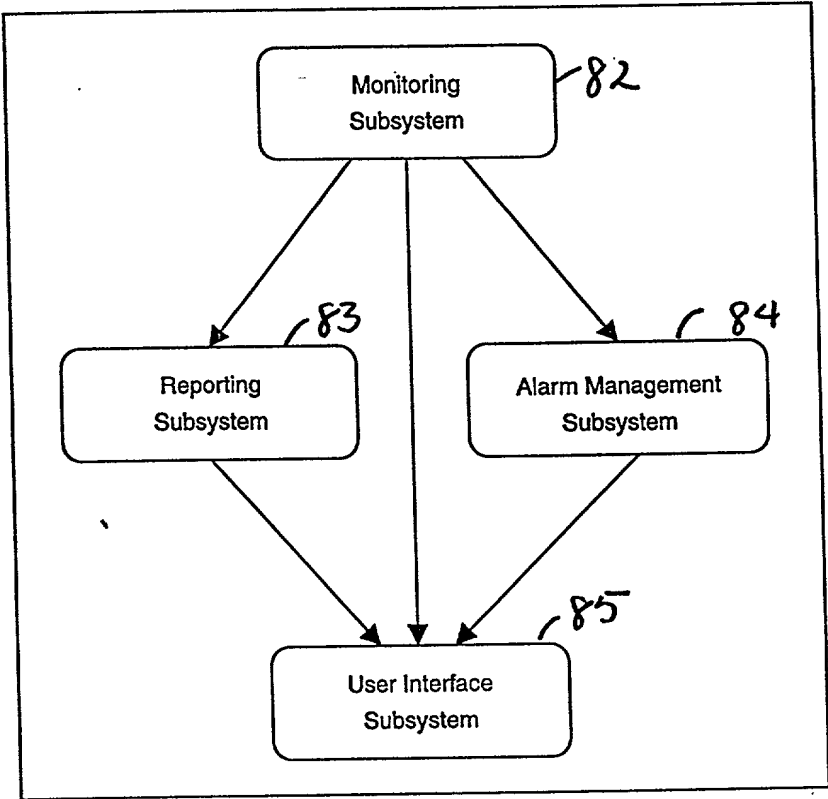 Monitoring
Subsystem
82
83
84
Reporting
Subsystem
Alarm Management
Subsystem
85
User Interface
Subsystem